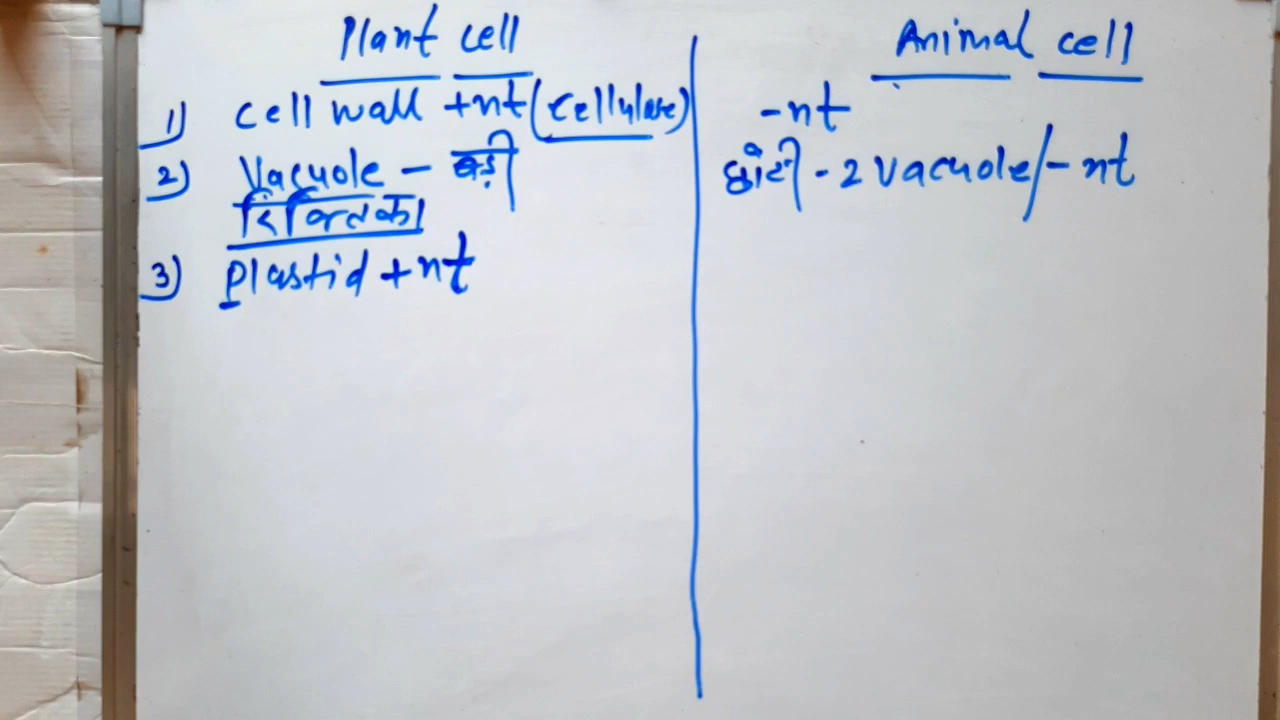 Plant cell
Animal cell
1) cell wall +nt (cellulose)
-nt
2) Vacuole - बड़ी
छोटी - 2 vacuole/- nt
रिक्तिका
3) Plastid +nt